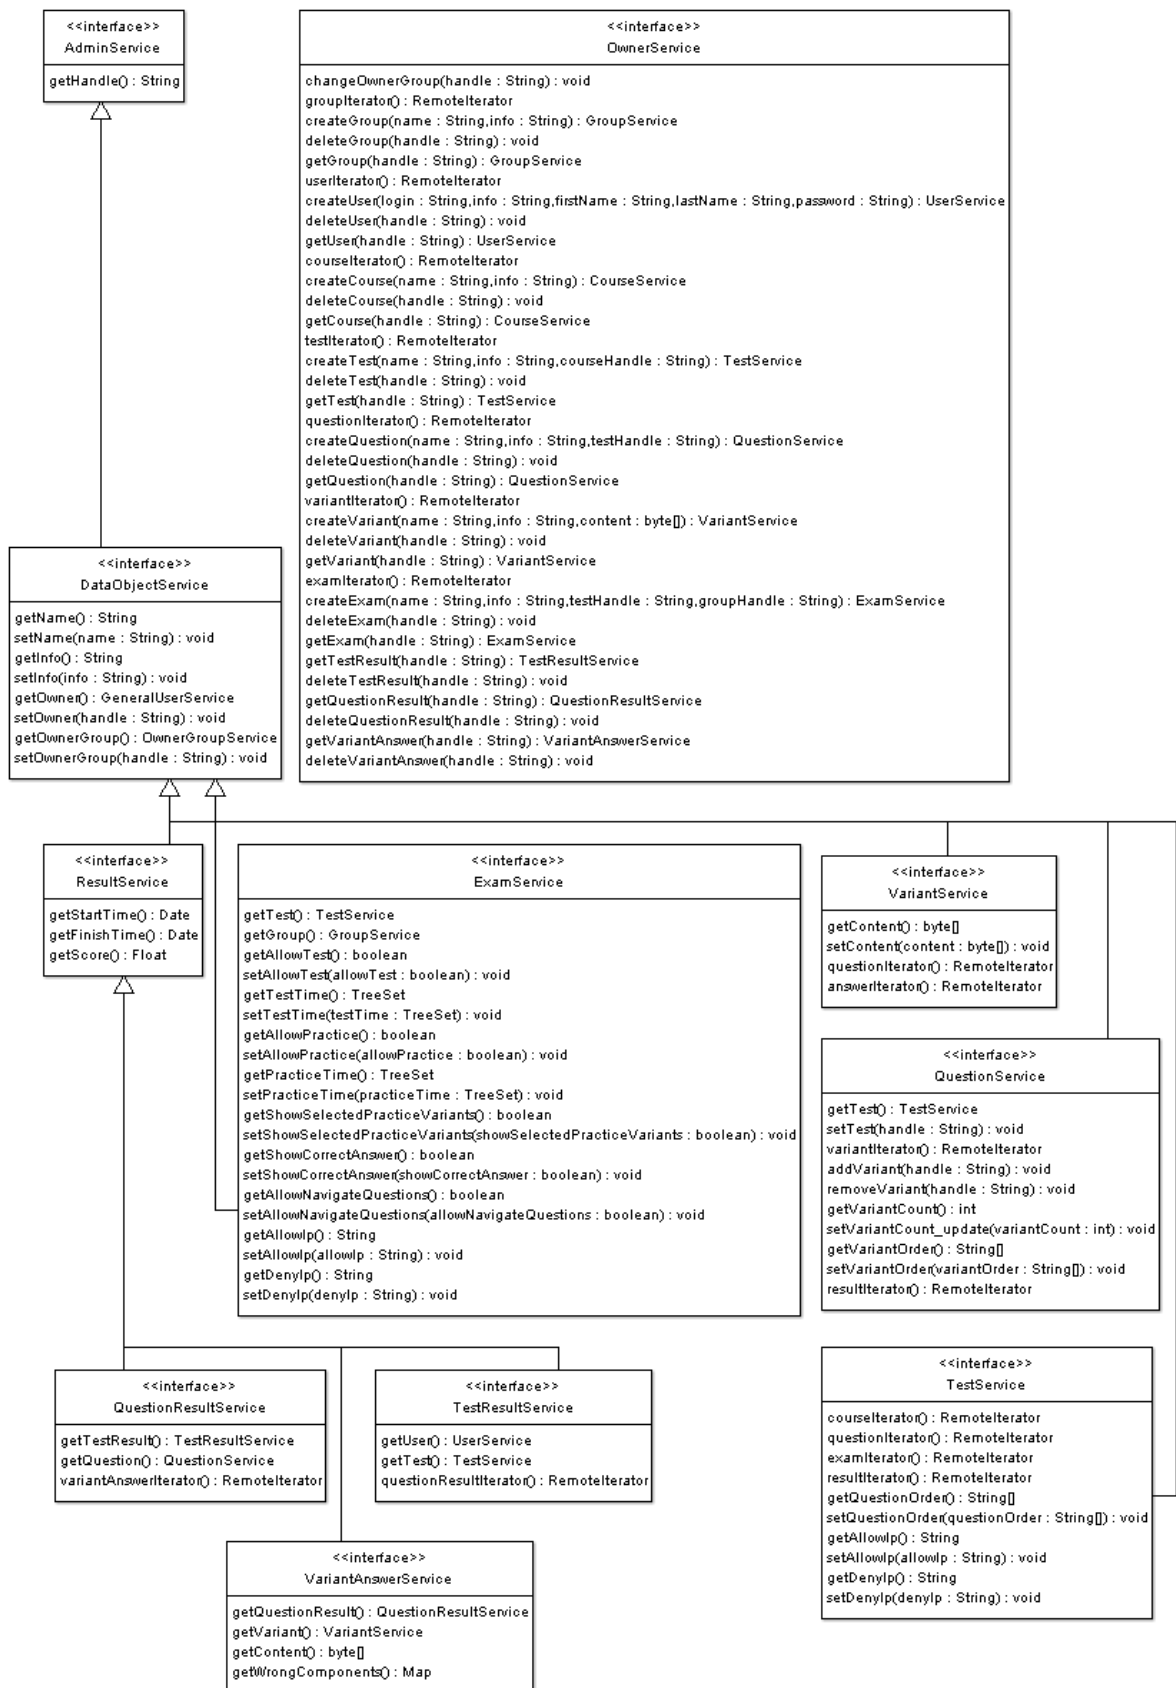 <<interface>>
AdminService
getHandle() : String
<<interface>>
OwnerService
changeOwnerGroup(handle : String) : void
groupIterator() : RemoteIterator
createGroup(name : String,info : String) : GroupService
deleteGroup(handle : String) : void
getGroup(handle : String) : GroupService
userIterator() : RemoteIterator
createUser(login : String,info : String,firstName : String,lastName : String,password : String) : UserService
deleteUser(handle : String) : void
getUser(handle : String) : UserService
courseIterator() : RemoteIterator
createCourse(name : String,info : String) : CourseService
deleteCourse(handle : String) : void
getCourse(handle : String) : CourseService
testIterator() : RemoteIterator
createTest(name : String,info : String,courseHandle : String) : TestService
deleteTest(handle : String) : void
getTest(handle : String) : TestService
questionIterator() : RemoteIterator
createQuestion(name : String,info : String,testHandle : String) : QuestionService
deleteQuestion(handle : String) : void
getQuestion(handle : String) : QuestionService
variantIterator() : RemoteIterator
createVariant(name : String,info : String,content : byte[]) : VariantService
deleteVariant(handle : String) : void
getVariant(handle : String) : VariantService
examIterator() : RemoteIterator
createExam(name : String,info : String,testHandle : String,groupHandle : String) : ExamService
deleteExam(handle : String) : void
getExam(handle : String) : ExamService
getTestResult(handle : String) : TestResultService
deleteTestResult(handle : String) : void
getQuestionResult(handle : String) : QuestionResultService
deleteQuestionResult(handle : String) : void
getVariantAnswer(handle : String) : VariantAnswerService
deleteVariantAnswer(handle : String) : void
<<interface>>
DataObjectService
getName() : String
setName(name : String) : void
getInfo() : String
setInfo(info : String) : void
getOwner() : GeneralUserService
setOwner(handle : String) : void
getOwnerGroup() : OwnerGroupService
setOwnerGroup(handle : String) : void
<<interface>>
ResultService
getStartTime() : Date
getFinishTime() : Date
getScore() : Float
<<interface>>
ExamService
getTest() : TestService
getGroup() : GroupService
getAllowTest() : boolean
setAllowTest(allowTest : boolean) : void
getTestTime() : TreeSet
setTestTime(testTime : TreeSet) : void
getAllowPractice() : boolean
setAllowPractice(allowPractice : boolean) : void
getPracticeTime() : TreeSet
setPracticeTime(practiceTime : TreeSet) : void
getShowSelectedPracticeVariants() : boolean
setShowSelectedPracticeVariants(showSelectedPracticeVariants : boolean) : void
getShowCorrectAnswer() : boolean
setShowCorrectAnswer(showCorrectAnswer : boolean) : void
getAllowNavigateQuestions() : boolean
setAllowNavigateQuestions(allowNavigateQuestions : boolean) : void
getAllowIp() : String
setAllowIp(allowIp : String) : void
getDenyIp() : String
setDenyIp(denyIp : String) : void
<<interface>>
VariantService
getContent() : byte[]
setContent(content : byte[]) : void
questionIterator() : RemoteIterator
answerIterator() : RemoteIterator
<<interface>>
QuestionService
getTest() : TestService
setTest(handle : String) : void
variantIterator() : RemoteIterator
addVariant(handle : String) : void
removeVariant(handle : String) : void
getVariantCount() : int
setVariantCount_update(variantCount : int) : void
getVariantOrder() : String[]
setVariantOrder(variantOrder : String[]) : void
resultIterator() : RemoteIterator
<<interface>>
QuestionResultService
getTestResult() : TestResultService
getQuestion() : QuestionService
variantAnswerIterator() : RemoteIterator
<<interface>>
TestResultService
getUser() : UserService
getTest() : TestService
questionResultIterator() : RemoteIterator
<<interface>>
TestService
courseIterator() : RemoteIterator
questionIterator() : RemoteIterator
examIterator() : RemoteIterator
resultIterator() : RemoteIterator
getQuestionOrder() : String[]
setQuestionOrder(questionOrder : String[]) : void
getAllowIp() : String
setAllowIp(allowIp : String) : void
getDenyIp() : String
setDenyIp(denyIp : String) : void
<<interface>>
VariantAnswerService
getQuestionResult() : QuestionResultService
getVariant() : VariantService
getContent() : byte[]
getWrongComponents() : Map